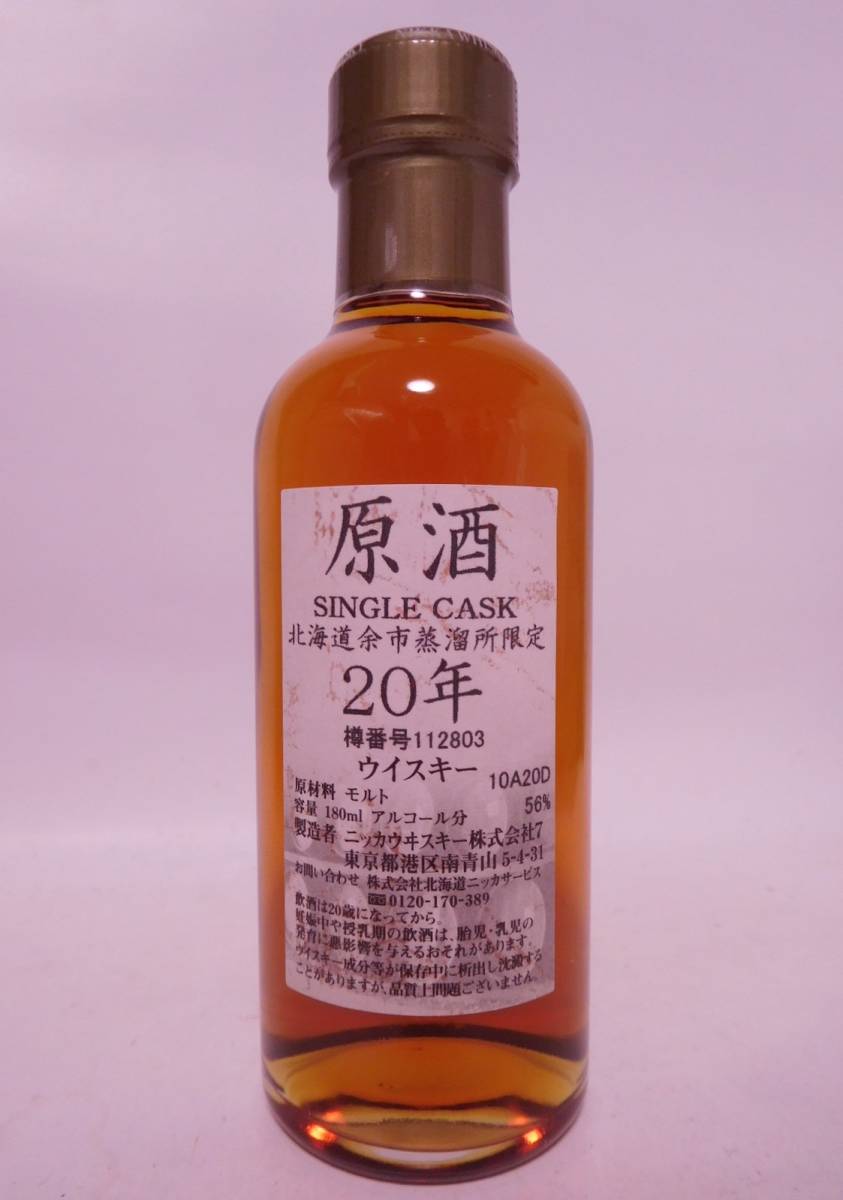 原酒
SINGLE CASK
北海道余市蒸溜所限定
20年
樽番号112803
ウイスキー 10A20D
原材料 モルト
容量 180ml アルコール分 56%
製造者 ニッカウヰスキー株式会社7
東京都港区南青山5-4-31
お問い合わせ 株式会社北海道ニッカサービス
0120-170-389
飲酒は20歳になってから。
妊娠中や授乳期の飲酒は、胎児・乳児の
発育に悪影響を与えるおそれがあります。
ウイスキー成分等が保存中に析出し沈澱する
ことがありますが、品質上問題ございません。